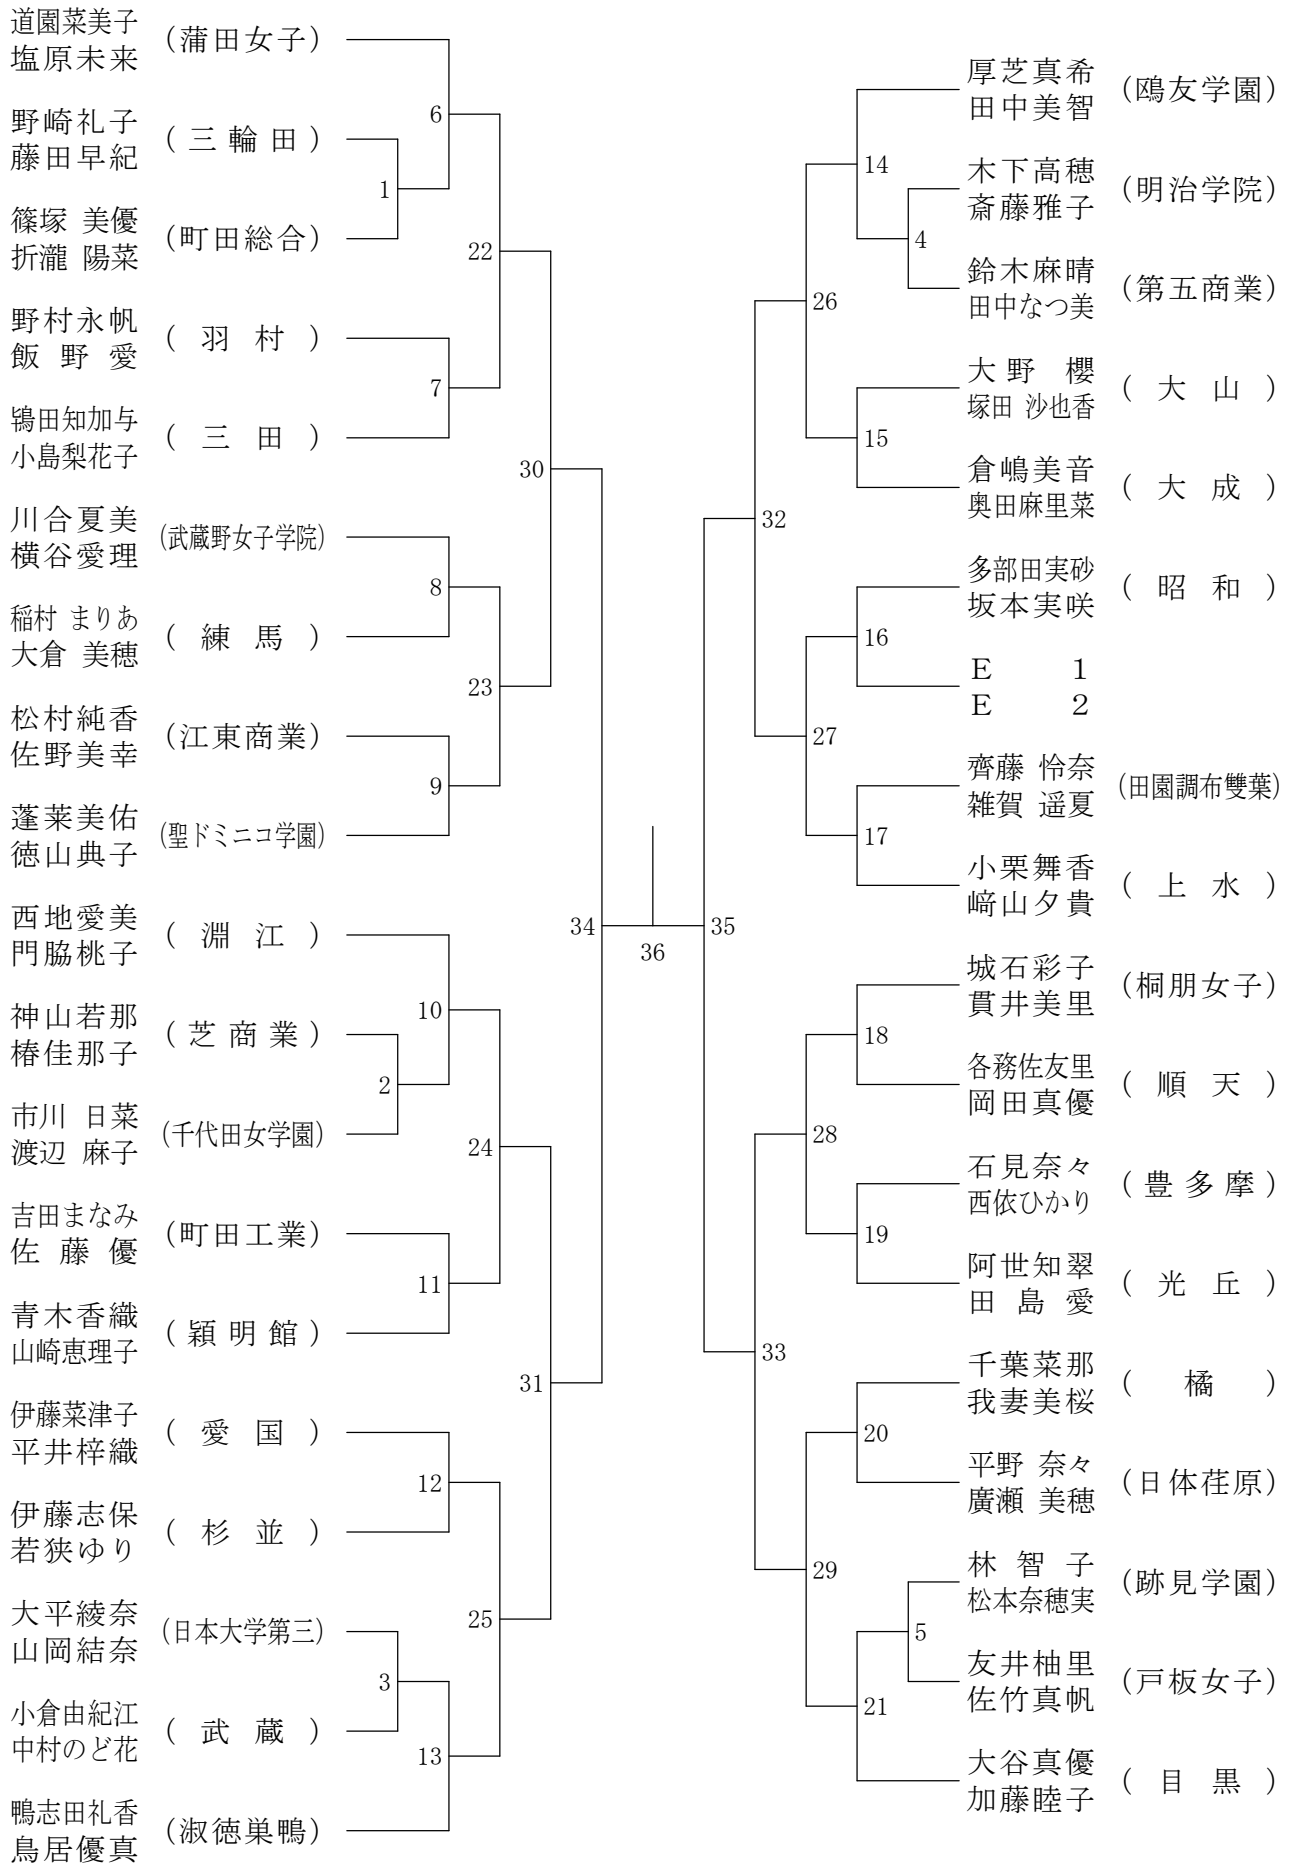 道園菜美子
塩原未来
(蒲田女子)
野崎礼子
藤田早紀
(三輪田)
篠塚 美優
折瀧 陽菜
(町田総合)
野村永帆
飯野愛
(羽村)
鴇田知加与
小島梨花子
(三田)
川合夏美
横谷愛理
(武蔵野女子学院)
稲村 まりあ
大倉 美穂
(練馬)
松村純香
佐野美幸
(江東商業)
蓬莱美佑
徳山典子
(聖ドミニコ学園)
西地愛美
門脇桃子
(淵江)
神山若那
椿佳那子
(芝商業)
市川 日菜
渡辺 麻子
(千代田女学園)
吉田まなみ
佐藤優
(町田工業)
青木香織
山崎恵理子
(穎明館)
伊藤菜津子
平井梓織
(愛国)
伊藤志保
若狭ゆり
(杉並)
大平綾奈
山岡結奈
(日本大学第三)
小倉由紀江
中村のど花
(武蔵)
鴨志田礼香
鳥居優真
(淑徳巣鴨)
1
2
3
6
7
8
9
10
11
12
13
22
23
24
25
30
31
34
36
35
32
33
26
27
28
29
14
15
16
17
18
19
20
21
4
5
厚芝真希
田中美智
(鴎友学園)
木下高穂
斎藤雅子
(明治学院)
鈴木麻晴
田中なつ美
(第五商業)
大野 櫻
塚田 沙也香
(大山)
倉嶋美音
奥田麻里菜
(大成)
多部田実砂
坂本実咲
(昭和)
E 1
E 2
齊藤 怜奈
雑賀 遥夏
(田園調布雙葉)
小栗舞香
﨑山夕貴
(上水)
城石彩子
貫井美里
(桐朋女子)
各務佐友里
岡田真優
(順天)
石見奈々
西依ひかり
(豊多摩)
阿世知翠
田島愛
(光丘)
千葉菜那
我妻美桜
(橘)
平野 奈々
廣瀬 美穂
(日体荏原)
林智子
松本奈穂実
(跡見学園)
友井柚里
佐竹真帆
(戸板女子)
大谷真優
加藤睦子
(目黒)